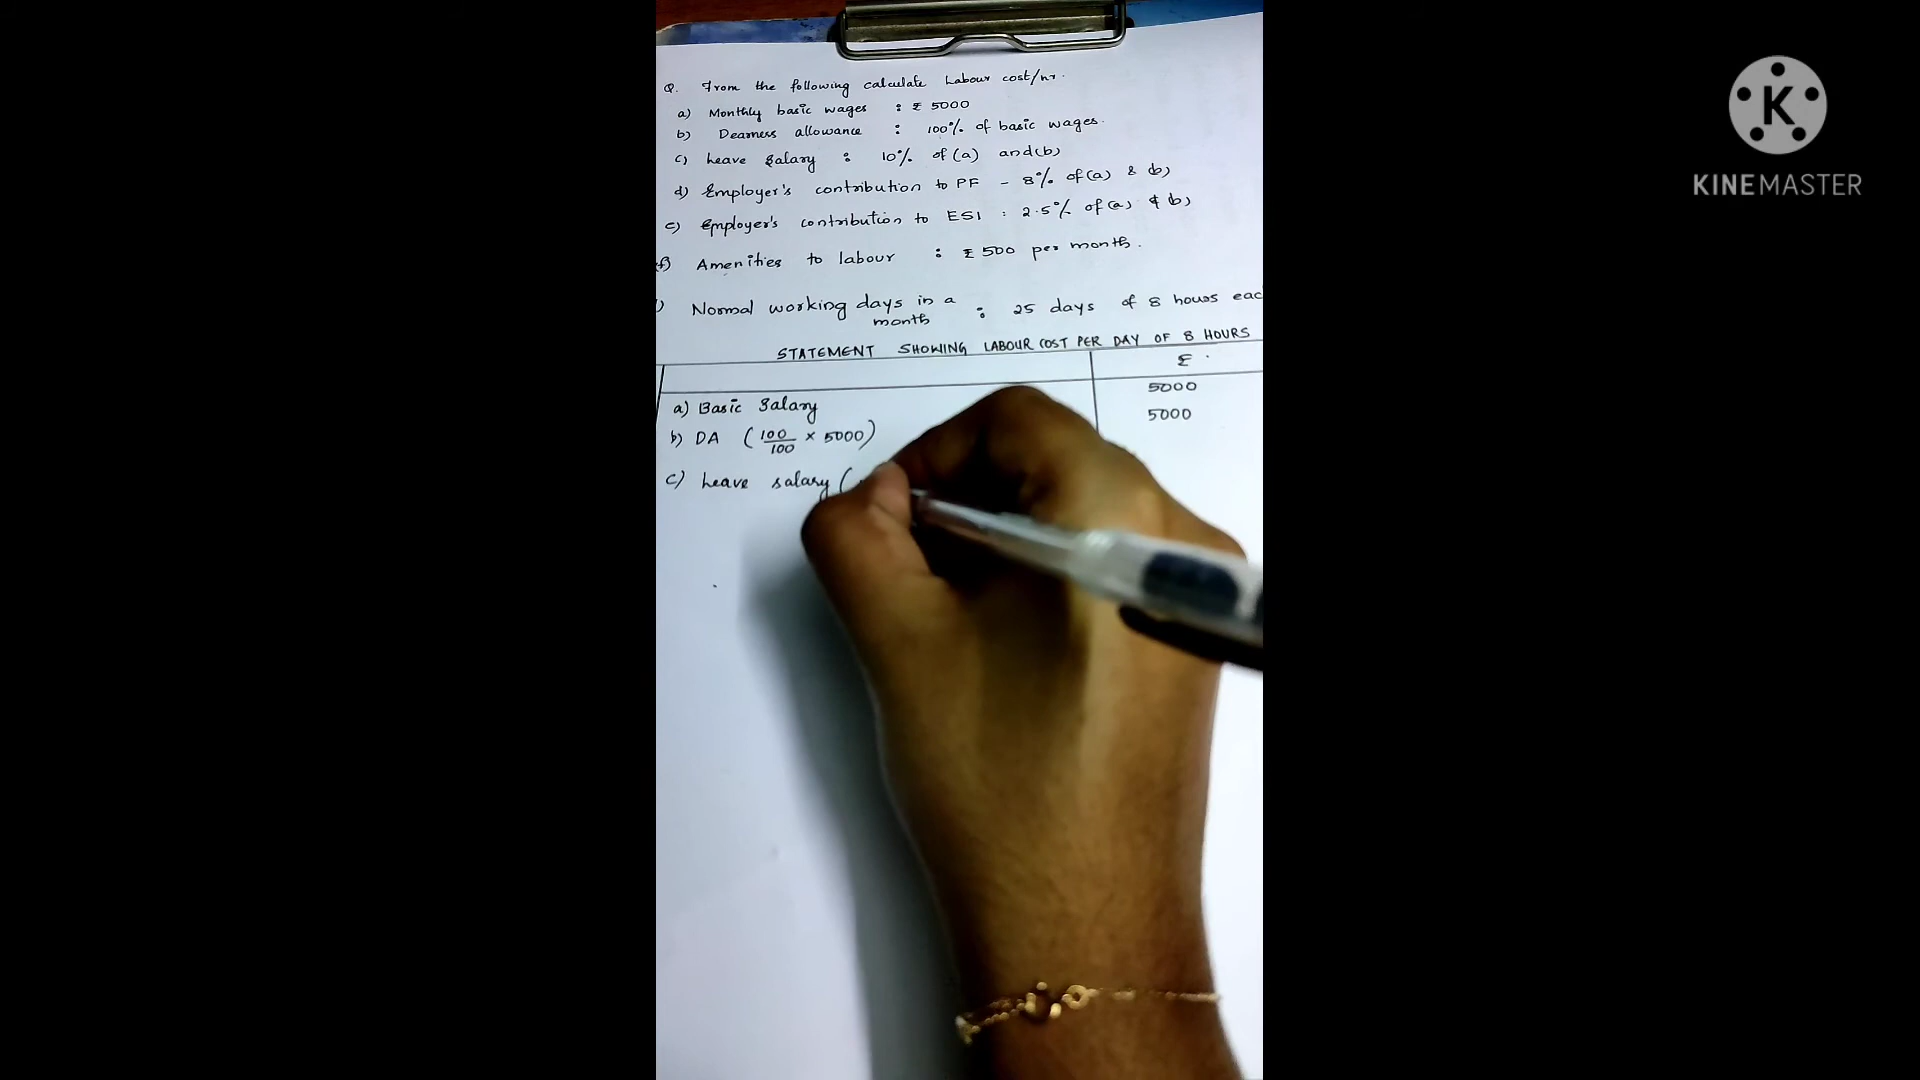 Q. From the following calculate Labour cost/hr.
a) Monthly basic wages : ₹ 5000
b) Dearness allowance : 100% of basic wages.
c) Leave Salary : 10% of (a) and (b)
d) Employer's contribution to PF - 8% of (a) & b)
e) Employer's contribution to ESI : 2.5% of (a) & b)
f) Amenities to labour : ₹ 500 per month.
) Normal working days in a month : 25 days of 8 hours eac
STATEMENT SHOWING LABOUR COST PER DAY OF 8 HOURS
₹
a) Basic Salary 5000
b) DA (100/100 × 5000) 5000
c) Leave salary (
K
KINEMASTER